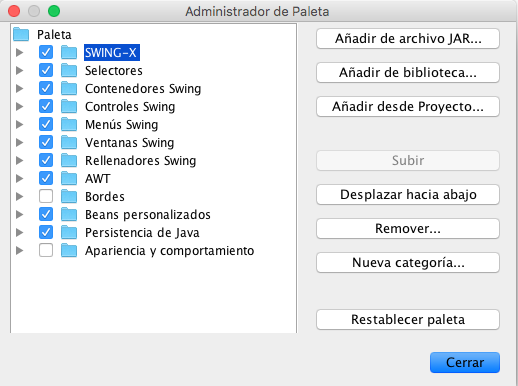 Administrador de Paleta
Paleta
SWING-X
Selectores
Contenedores Swing
Controles Swing
Menús Swing
Ventanas Swing
Rellenadores Swing
AWT
Bordes
Beans personalizados
Persistencia de Java
Apariencia y comportamiento
Añadir de archivo JAR...
Añadir de biblioteca...
Añadir desde Proyecto...
Subir
Desplazar hacia abajo
Remover...
Nueva categoría...
Restablecer paleta
Cerrar